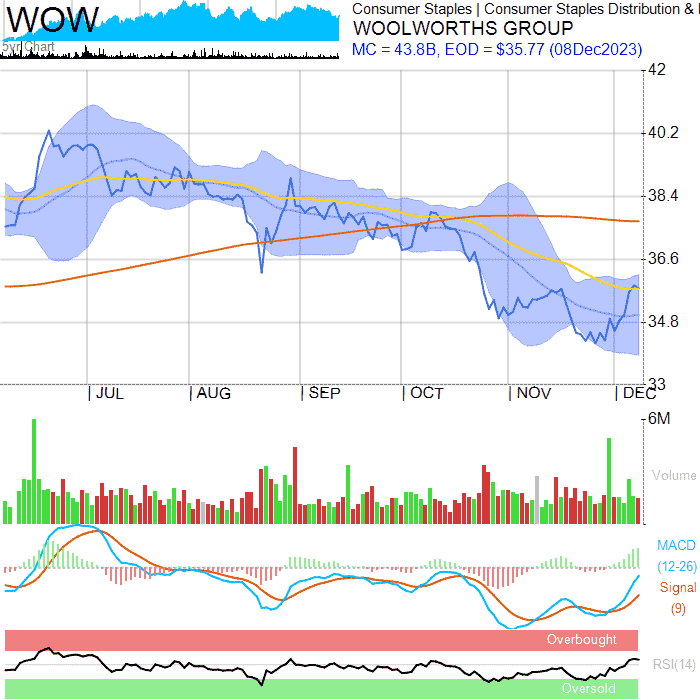 WOW
5yr Chart
Consumer Staples | Consumer Staples Distribution &
WOOLWORTHS GROUP
MC = 43.8B, EOD = $35.77 (08Dec2023)
42
40.2
38.4
36.6
34.8
33
JUL
AUG
SEP
OCT
NOV
DEC
6M
Volume
MACD
(12-26)
Signal
(9)
Overbought
RSI(14)
Oversold